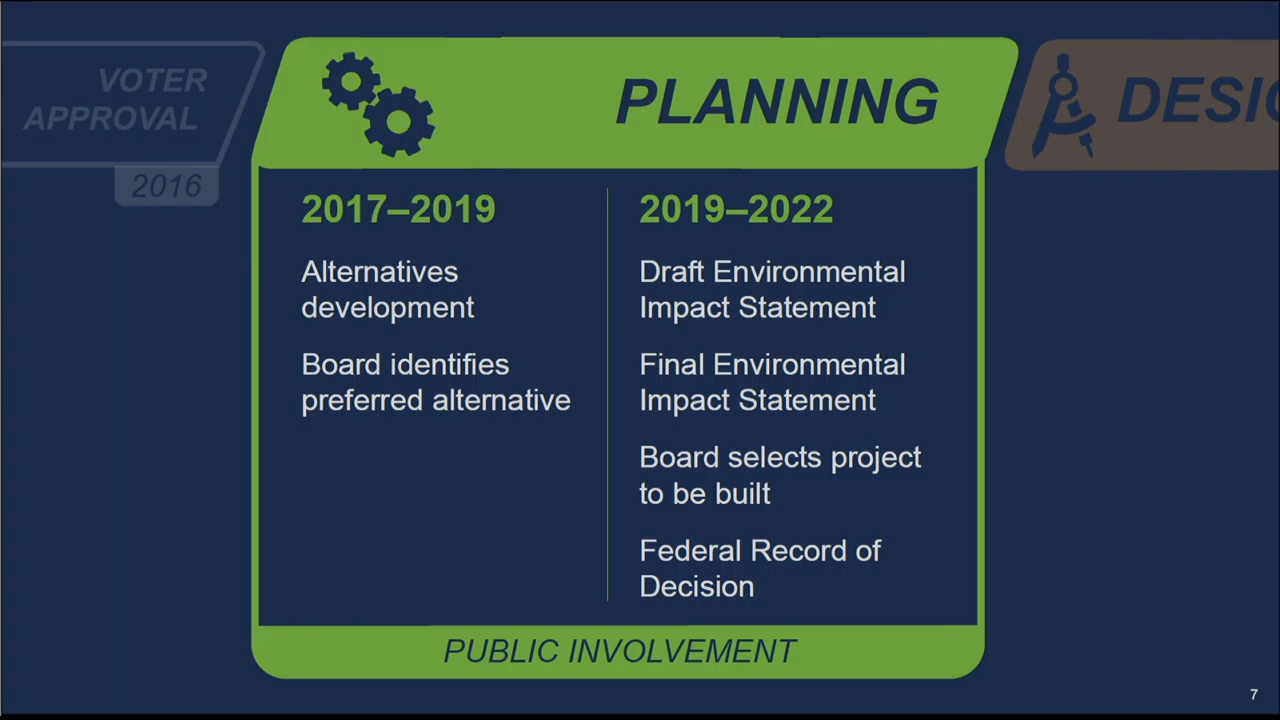 VOTER
APPROVAL
2016
PLANNING
2017–2019
Alternatives
development
Board identifies
preferred alternative
2019–2022
Draft Environmental
Impact Statement
Final Environmental
Impact Statement
Board selects project
to be built
Federal Record of
Decision
PUBLIC INVOLVEMENT
DESIG
7